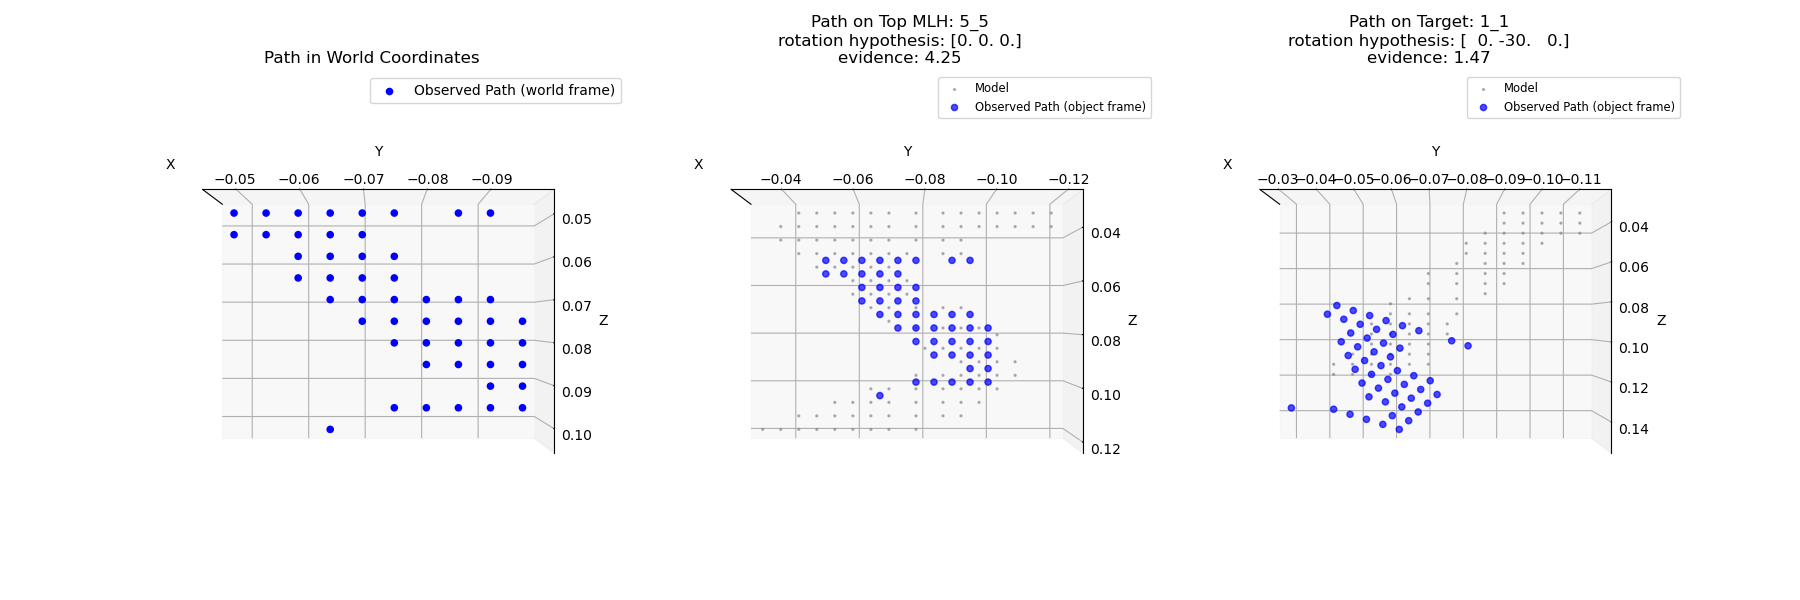 Path in World Coordinates
Observed Path (world frame)
X
Y
−0.05 −0.06 −0.07 −0.08 −0.09
0.05
0.06
0.07
Z
0.08
0.09
0.10
Path on Top MLH: 5_5
rotation hypothesis: [0. 0. 0.]
evidence: 4.25
Model
Observed Path (object frame)
X
Y
−0.04 −0.06 −0.08 −0.10 −0.12
0.04
0.06
Z
0.08
0.10
0.12
Path on Target: 1_1
rotation hypothesis: [  0. -30.   0.]
evidence: 1.47
Model
Observed Path (object frame)
X
Y
−0.03 −0.04 −0.05 −0.06 −0.07 −0.08 −0.09 −0.10 −0.11
0.04
0.06
0.08
Z
0.10
0.12
0.14